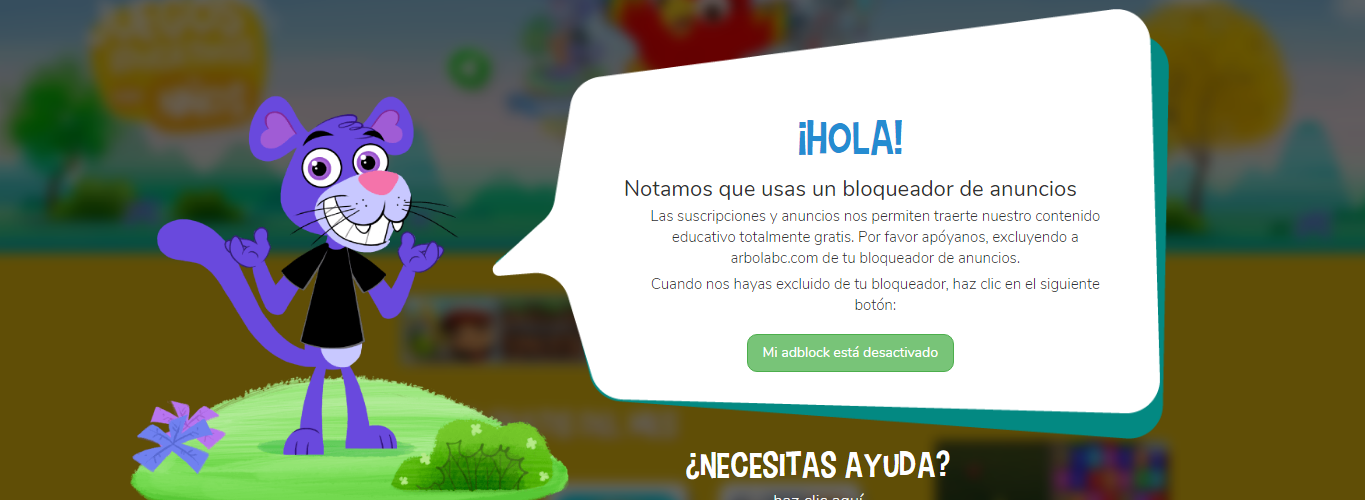 ¡HOLA!
Notamos que usas un bloqueador de anuncios
Las suscripciones y anuncios nos permiten traerte nuestro contenido
educativo totalmente gratis. Por favor apóyanos, excluyendo a
arbolabc.com de tu bloqueador de anuncios.
Cuando nos hayas excluido de tu bloqueador, haz clic en el siguiente
botón:
Mi adblock está desactivado
¿NECESITAS AYUDA?
haz clic aquí